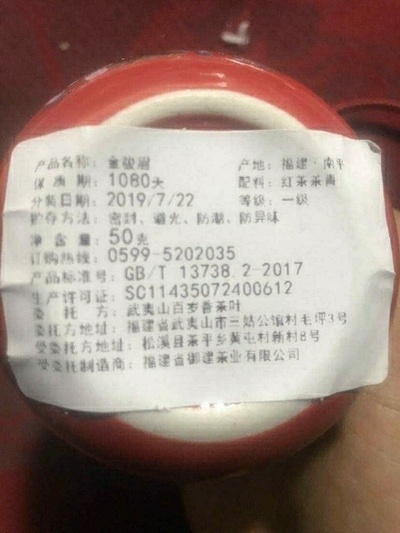 产品名称：金骏眉 产地：福建·南平
保质期：1080天 配料：红茶茶青
分装日期：2019/7/22 等级：一级
贮存方法：密封、避光、防潮、防异味
净含量：50克
订购热线：0599-5202035
产品标准号：GB/T 13738.2-2017
生产许可证：SC11435072400612
委托方：武夷山百岁香茶叶
委托方地址：福建省武夷山市三姑公馆村毛坪3号
受委托方地址：松溪县茶平乡黄屯村新村8号
受委托制造商：福建省御建茶业有限公司